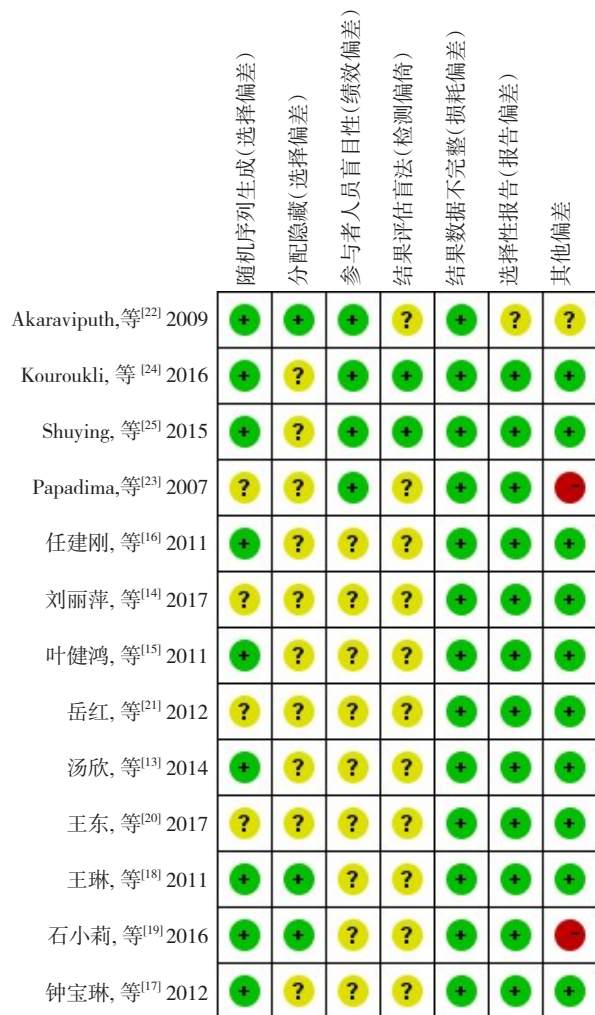 随机序列生成(选择偏差)
分配隐藏(选择偏差)
参与者人员盲目性(绩效偏差)
结果评估盲法(检测偏倚)
结果数据不完整(损耗偏差)
选择性报告(报告偏差)
其他偏差
Akaraviputh,等[22] 2009 + + + ? + ? ?
Kouroukli, 等 [24] 2016 + ? + + + + +
Shuying, 等[25] 2015 + ? + + + + +
Papadima,等[23] 2007 ? ? + ? + + -
任建刚, 等[16] 2011 + ? ? ? + + +
刘丽萍, 等[14] 2017 ? ? ? ? + + +
叶健鸿, 等[15] 2011 + ? ? ? + + +
岳红, 等[21] 2012 ? ? ? ? + + +
汤欣, 等[13] 2014 + ? ? ? + + +
王东, 等[20] 2017 ? ? ? ? + + +
王琳, 等[18] 2011 + + ? ? + + +
石小莉, 等[19] 2016 + + ? ? + + -
钟宝琳, 等[17] 2012 + ? ? ? + + +